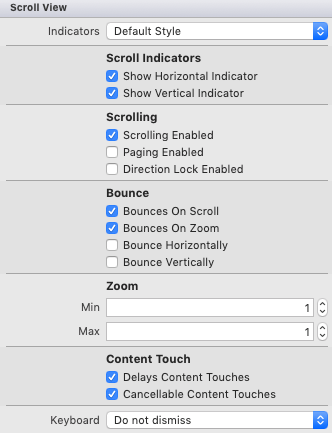 Scroll View
Indicators Default Style
Scroll Indicators
Show Horizontal Indicator
Show Vertical Indicator
Scrolling
Scrolling Enabled
Paging Enabled
Direction Lock Enabled
Bounce
Bounces On Scroll
Bounces On Zoom
Bounce Horizontally
Bounce Vertically
Zoom
Min 1
Max 1
Content Touch
Delays Content Touches
Cancellable Content Touches
Keyboard Do not dismiss